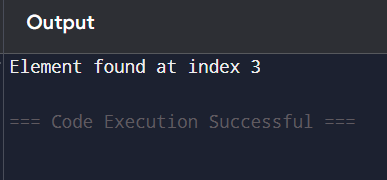 Output
Element found at index 3
=== Code Execution Successful ===